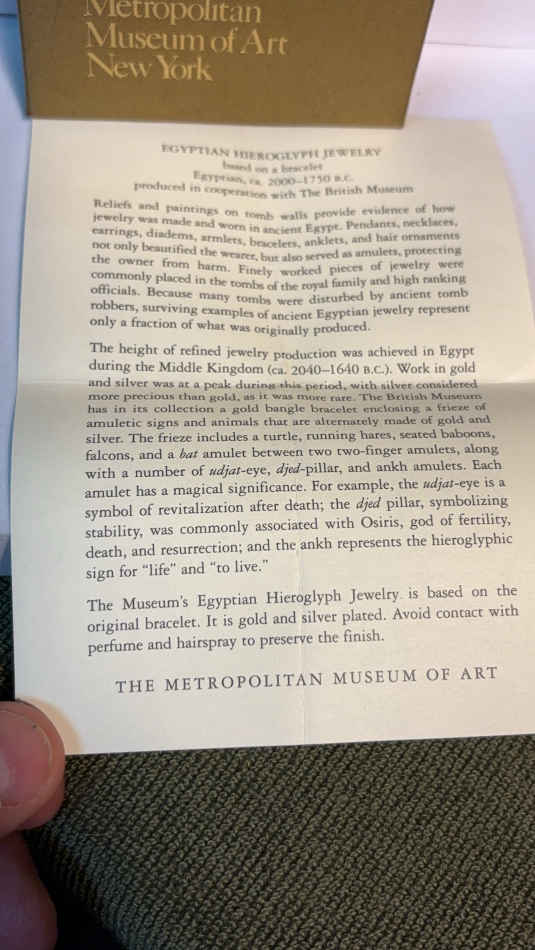 Metropolitan
Museum of Art
New York
EGYPTIAN HIEROGLYPH JEWELRY
based on a bracelet
Egyptian, ca. 2000–1750 B.C.
produced in cooperation with The British Museum
Reliefs and paintings on tomb walls provide evidence of how
jewelry was made and worn in ancient Egypt. Pendants, necklaces,
earrings, diadems, armlets, bracelets, anklets, and hair ornaments
not only beautified the wearer, but also served as amulets, protecting
the owner from harm. Finely worked pieces of jewelry were
commonly placed in the tombs of the royal family and high ranking
officials. Because many tombs were disturbed by ancient tomb
robbers, surviving examples of ancient Egyptian jewelry represent
only a fraction of what was originally produced.
The height of refined jewelry production was achieved in Egypt
during the Middle Kingdom (ca. 2040–1640 B.C.). Work in gold
and silver was at a peak during this period, with silver considered
more precious than gold, as it was more rare. The British Museum
has in its collection a gold bangle bracelet enclosing a frieze of
amuletic signs and animals that are alternately made of gold and
silver. The frieze includes a turtle, running hares, seated baboons,
falcons, and a bat amulet between two two-finger amulets, along
with a number of udjat-eye, djed-pillar, and ankh amulets. Each
amulet has a magical significance. For example, the udjat-eye is a
symbol of revitalization after death; the djed pillar, symbolizing
stability, was commonly associated with Osiris, god of fertility,
death, and resurrection; and the ankh represents the hieroglyphic
sign for “life” and “to live.”
The Museum’s Egyptian Hieroglyph Jewelry is based on the
original bracelet. It is gold and silver plated. Avoid contact with
perfume and hairspray to preserve the finish.
THE METROPOLITAN MUSEUM OF ART